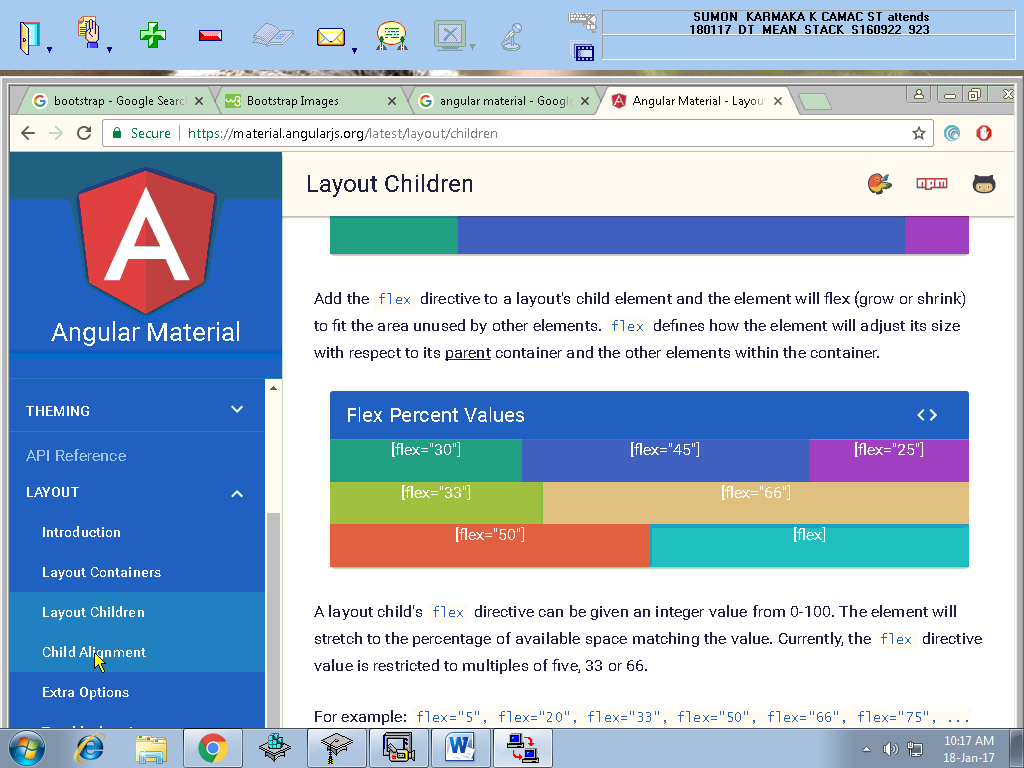 SUMON KARMAKA K CAMAC ST attends
180117 DT MEAN STACK S160922 923
bootstrap - Google Searc
Bootstrap Images
angular material - Google
Angular Material - Layou
Secure
https://material.angularjs.org/latest/layout/children
A
Angular Material
Layout Children
npm
THEMING
API Reference
LAYOUT
Introduction
Layout Containers
Layout Children
Child Alignment
Extra Options
Add the flex directive to a layout's child element and the element will flex (grow or shrink)
to fit the area unused by other elements. flex defines how the element will adjust its size
with respect to its parent container and the other elements within the container.
Flex Percent Values
[flex="30"]
[flex="45"]
[flex="25"]
[flex="33"]
[flex="66"]
[flex="50"]
[flex]
A layout child's flex directive can be given an integer value from 0-100. The element will
stretch to the percentage of available space matching the value. Currently, the flex directive
value is restricted to multiples of five, 33 or 66.
For example: flex="5", flex="20", flex="33", flex="50", flex="66", flex="75", ...
10:17 AM
18-Jan-17